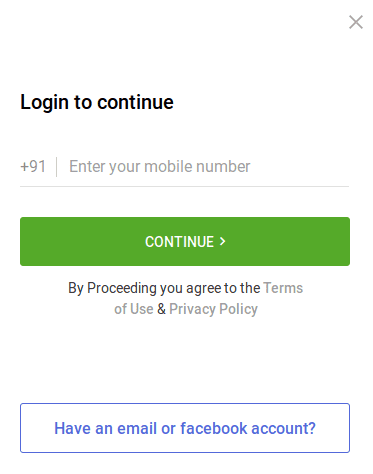 Login to continue
+91 Enter your mobile number
CONTINUE >
By Proceeding you agree to the Terms
of Use & Privacy Policy
Have an email or facebook account?